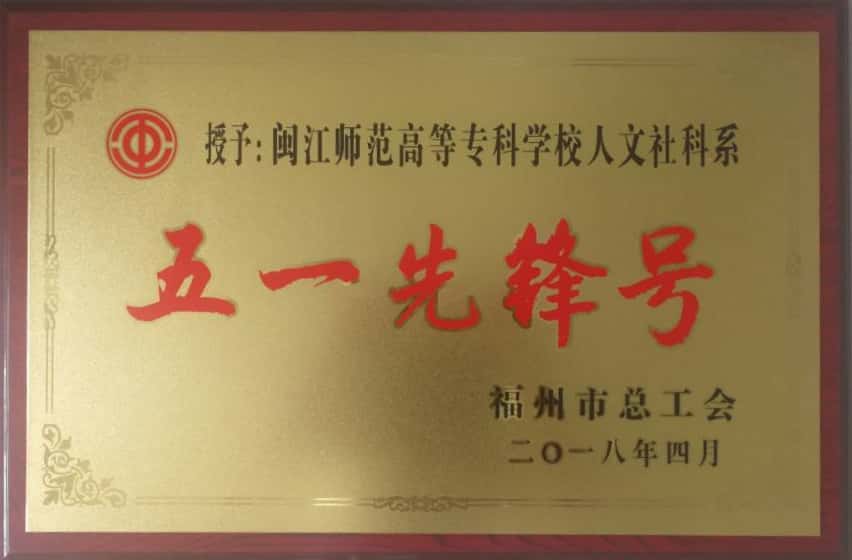 授予:闽江师范高等专科学校人文社科系
五一先锋号
福州市总工会
二〇一八年四月